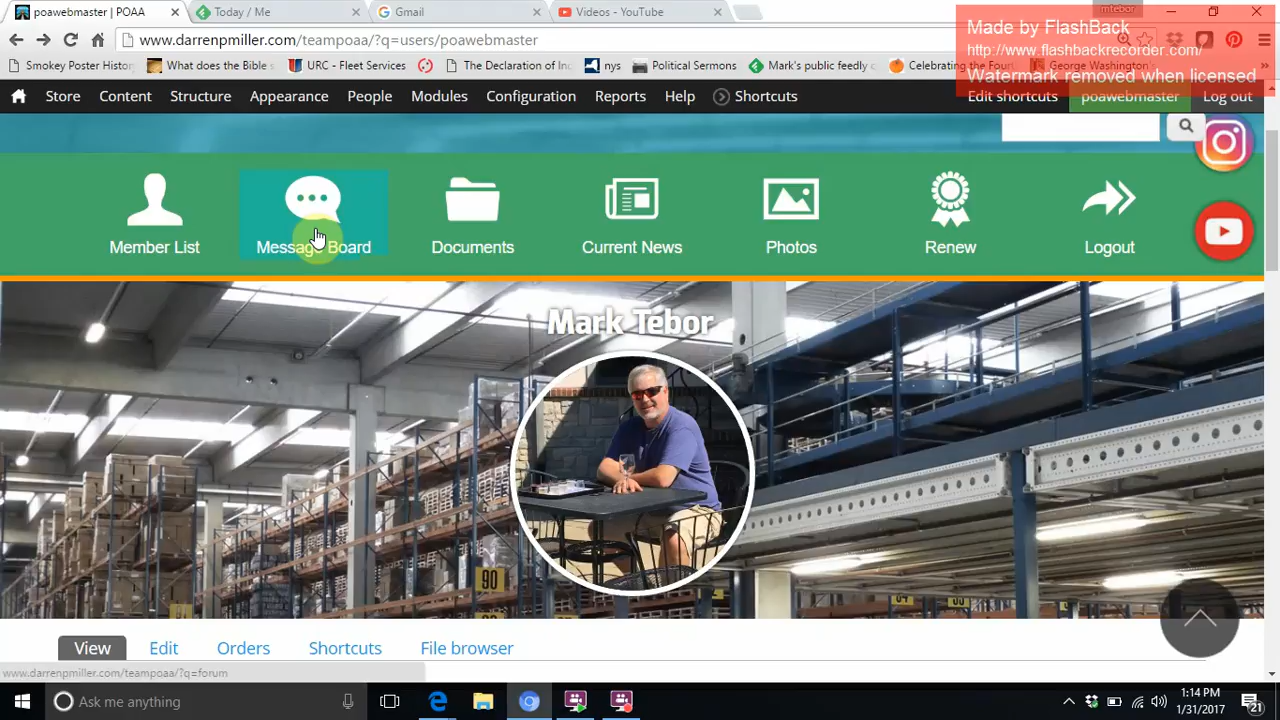 poawebmaster | POAA
Today / Me
Gmail
Videos - YouTube
mtebor
Made by FlashBack
http://www.flashbackrecorder.com/
Watermark removed when licensed
www.darrenpmiller.com/teampoaa/?q=users/poawebmaster
Smokey Poster Histor
What does the Bible s
URC - Fleet Services
The Declaration of In
nys
Political Sermons
Mark's public feedly
Celebrating the Four
George Washington's
Store
Content
Structure
Appearance
People
Modules
Configuration
Reports
Help
Shortcuts
Edit shortcuts
poawebmaster
Log out
Member List
Message Board
Documents
Current News
Photos
Renew
Logout
Mark Tebor
90
View
Edit
Orders
Shortcuts
File browser
www.darrenpmiller.com/teampoaa/?q=forum
Ask me anything
1:14 PM
1/31/2017
21